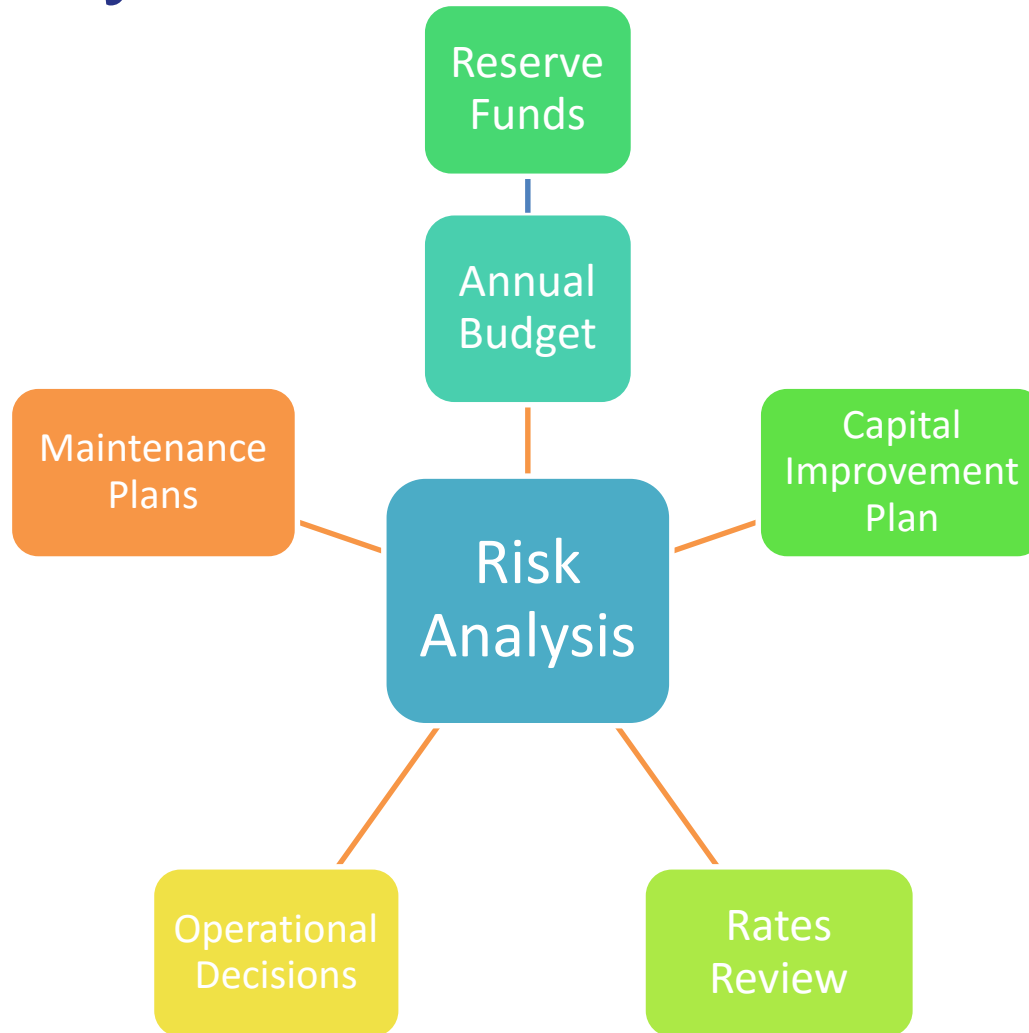 Reserve
Funds
Annual
Budget
Maintenance
Plans
Capital
Improvement
Plan
Risk
Analysis
Operational
Decisions
Rates
Review